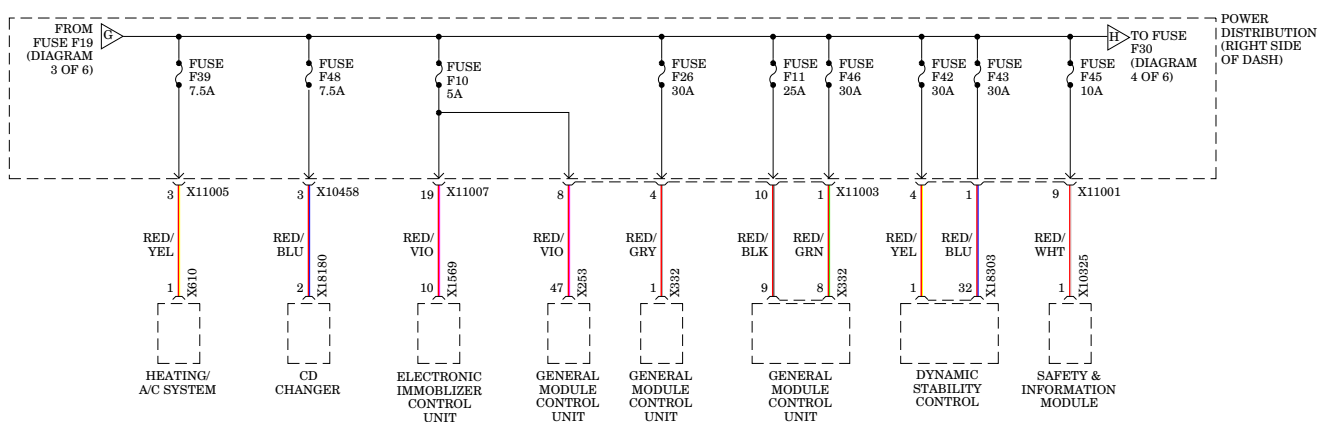 FROM
FUSE F19
(DIAGRAM
3 OF 6)
G
H
TO FUSE
F30
(DIAGRAM
4 OF 6)
POWER
DISTRIBUTION
(RIGHT SIDE
OF DASH)
FUSE
F39
7.5A
FUSE
F48
7.5A
FUSE
F10
5A
FUSE
F26
30A
FUSE
F11
25A
FUSE
F46
30A
FUSE
F42
30A
FUSE
F43
30A
FUSE
F45
10A
3 X11005
3 X10458
19 X11007
8
4
10
1 X11003
4
1
9 X11001
RED/
YEL
RED/
BLU
RED/
VIO
RED/
VIO
RED/
GRY
RED/
BLK
RED/
GRN
RED/
YEL
RED/
BLU
RED/
WHT
1 X610
2 X18180
10 X1569
47 X253
1 X332
9
8 X332
1
32 X18303
1 X10325
HEATING/
A/C SYSTEM
CD
CHANGER
ELECTRONIC
IMMOBLIZER
CONTROL
UNIT
GENERAL
MODULE
CONTROL
UNIT
GENERAL
MODULE
CONTROL
UNIT
GENERAL
MODULE
CONTROL
UNIT
DYNAMIC
STABILITY
CONTROL
SAFETY &
INFORMATION
MODULE